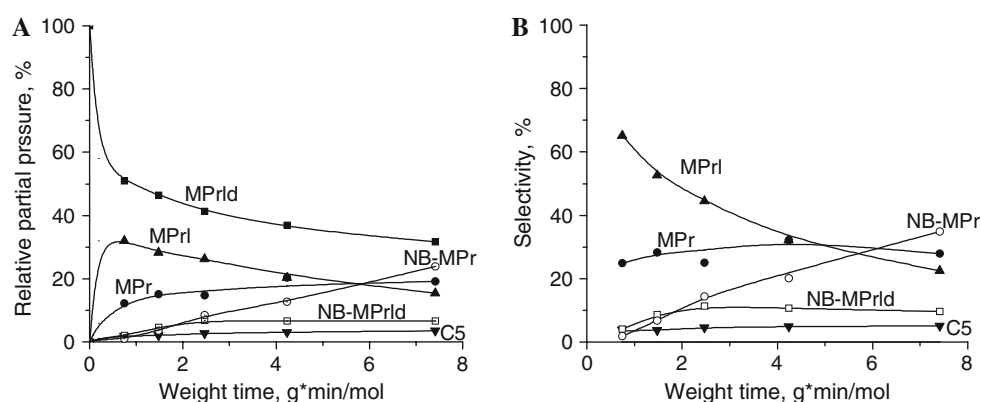 A
Relative partial prssure, %
100
80
60
40
20
0
MPrld
MPrl
MPr
NB-MPr
NB-MPrld
C5
0 2 4 6 8
Weight time, g*min/mol
B
Selectivity, %
100
80
60
40
20
0
MPrl
MPr
NB-MPr
NB-MPrld
C5
0 2 4 6 8
Weight time, g*min/mol